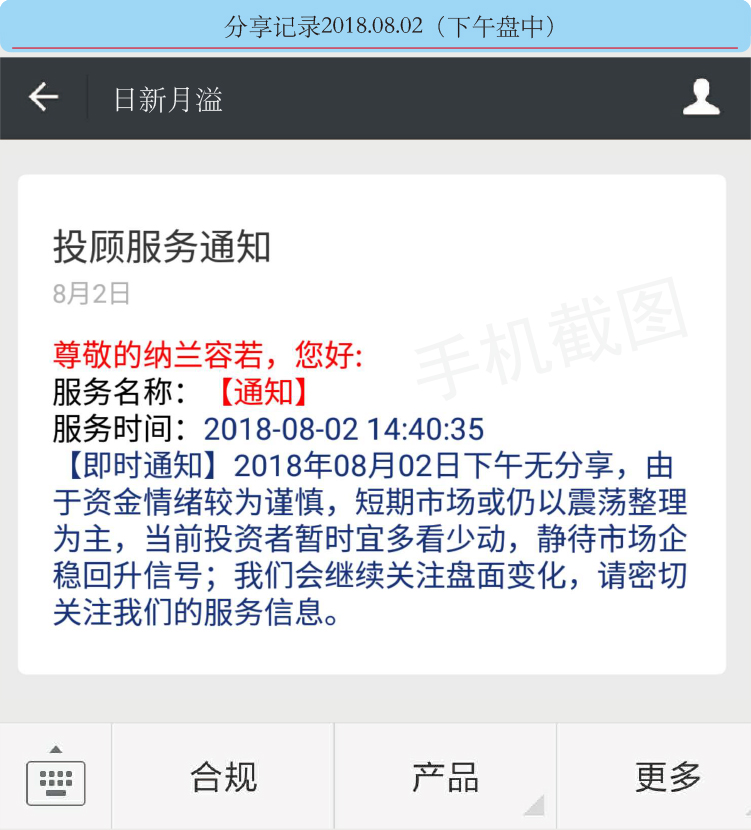 分享记录2018.08.02（下午盘中）
日新月溢
投顾服务通知
8月2日
手机截图
尊敬的纳兰容若，您好:
服务名称：【通知】
服务时间：2018-08-02 14:40:35
【即时通知】2018年08月02日下午无分享，由
于资金情绪较为谨慎，短期市场或仍以震荡整理
为主，当前投资者暂时宜多看少动，静待市场企
稳回升信号；我们会继续关注盘面变化，请密切
关注我们的服务信息。
合规
产品
更多